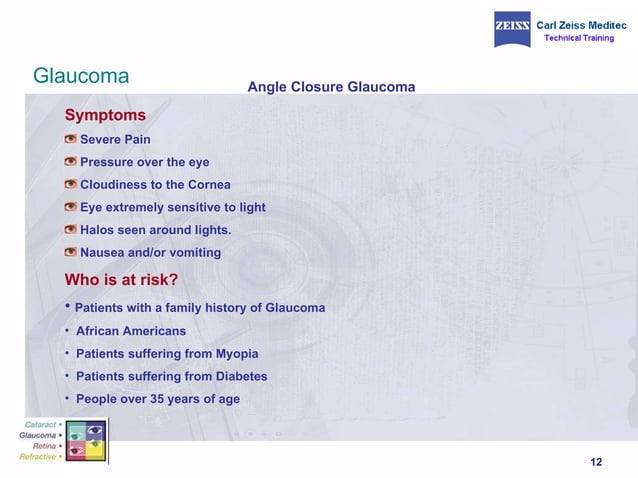 ZEISS
Carl Zeiss Meditec
Technical Training
Glaucoma
Angle Closure Glaucoma
Symptoms
Severe Pain
Pressure over the eye
Cloudiness to the Cornea
Eye extremely sensitive to light
Halos seen around lights.
Nausea and/or vomiting
Who is at risk?
• Patients with a family history of Glaucoma
• African Americans
• Patients suffering from Myopia
• Patients suffering from Diabetes
• People over 35 years of age
Cataract •
Glaucoma •
Retina •
Refractive •
12